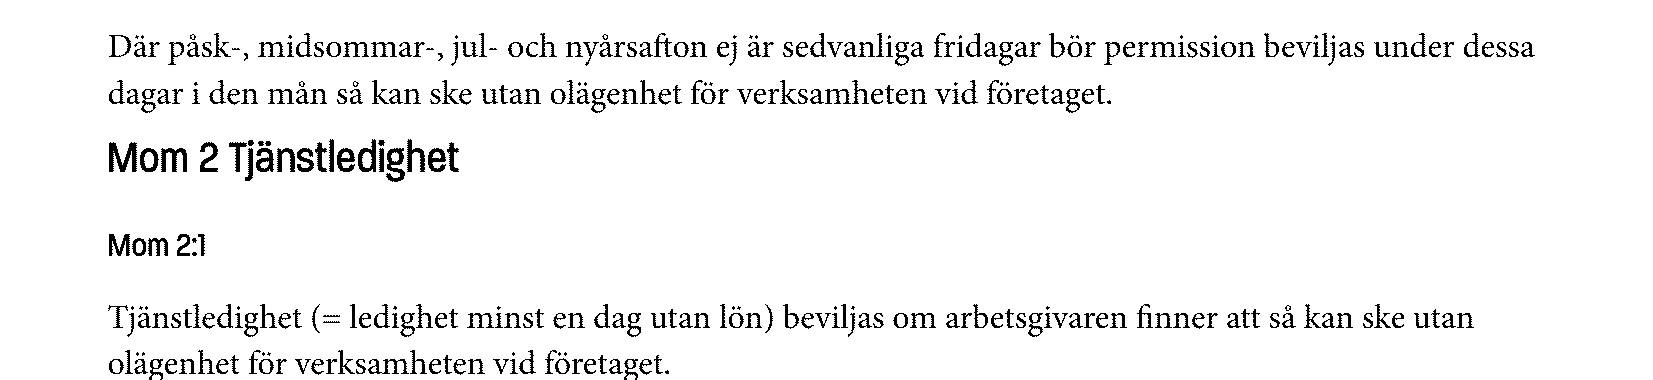 Där påsk-, midsommar-, jul- och nyårsafton ej är sedvanliga fridagar bör permission beviljas under dessa
dagar i den mån så kan ske utan olägenhet för verksamheten vid företaget.
Mom 2 Tjänstledighet
Mom 2:1
Tjänstledighet (= ledighet minst en dag utan lön) beviljas om arbetsgivaren finner att så kan ske utan
olägenhet för verksamheten vid företaget.